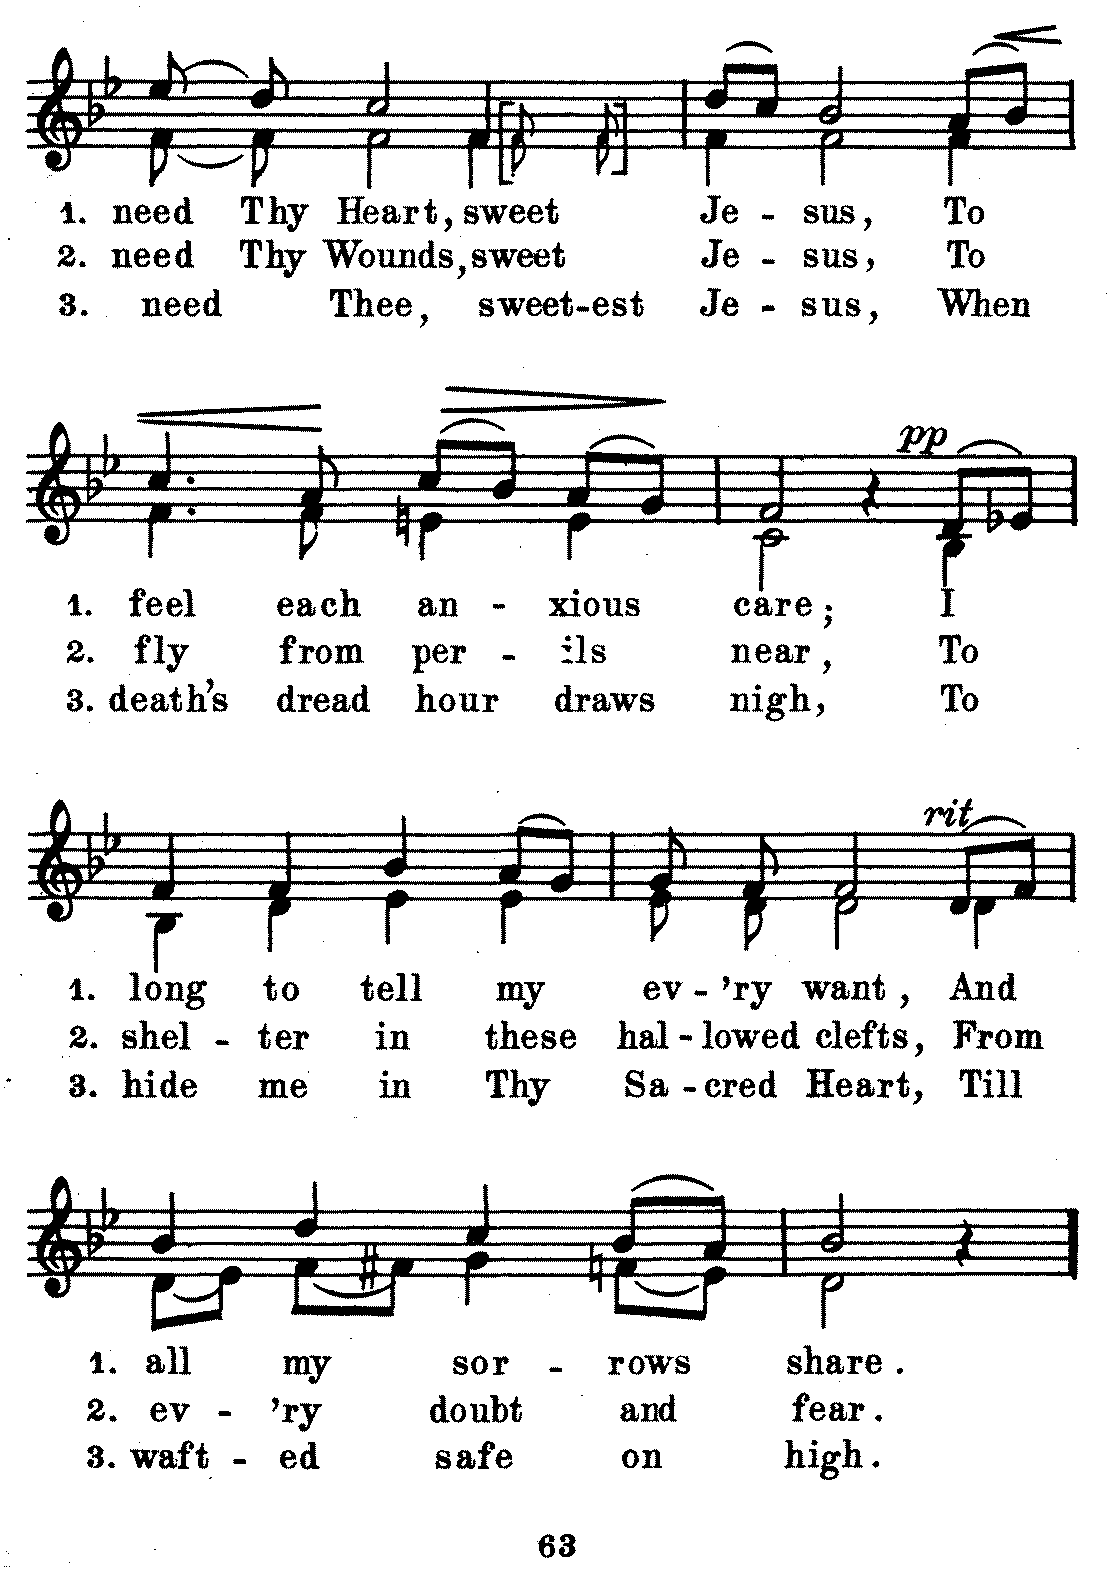 1. need Thy Heart, sweet Je - sus, To
2. need Thy Wounds, sweet Je - sus, To
3. need Thee, sweet-est Je - sus, When
pp
1. feel each an - xious care; I
2. fly from per - ils near, To
3. death's dread hour draws nigh, To
rit
1. long to tell my ev - 'ry want, And
2. shel - ter in these hal - lowed clefts, From
3. hide me in Thy Sa - cred Heart, Till
1. all my sor - rows share.
2. ev - 'ry doubt and fear.
3. waft - ed safe on high.
63